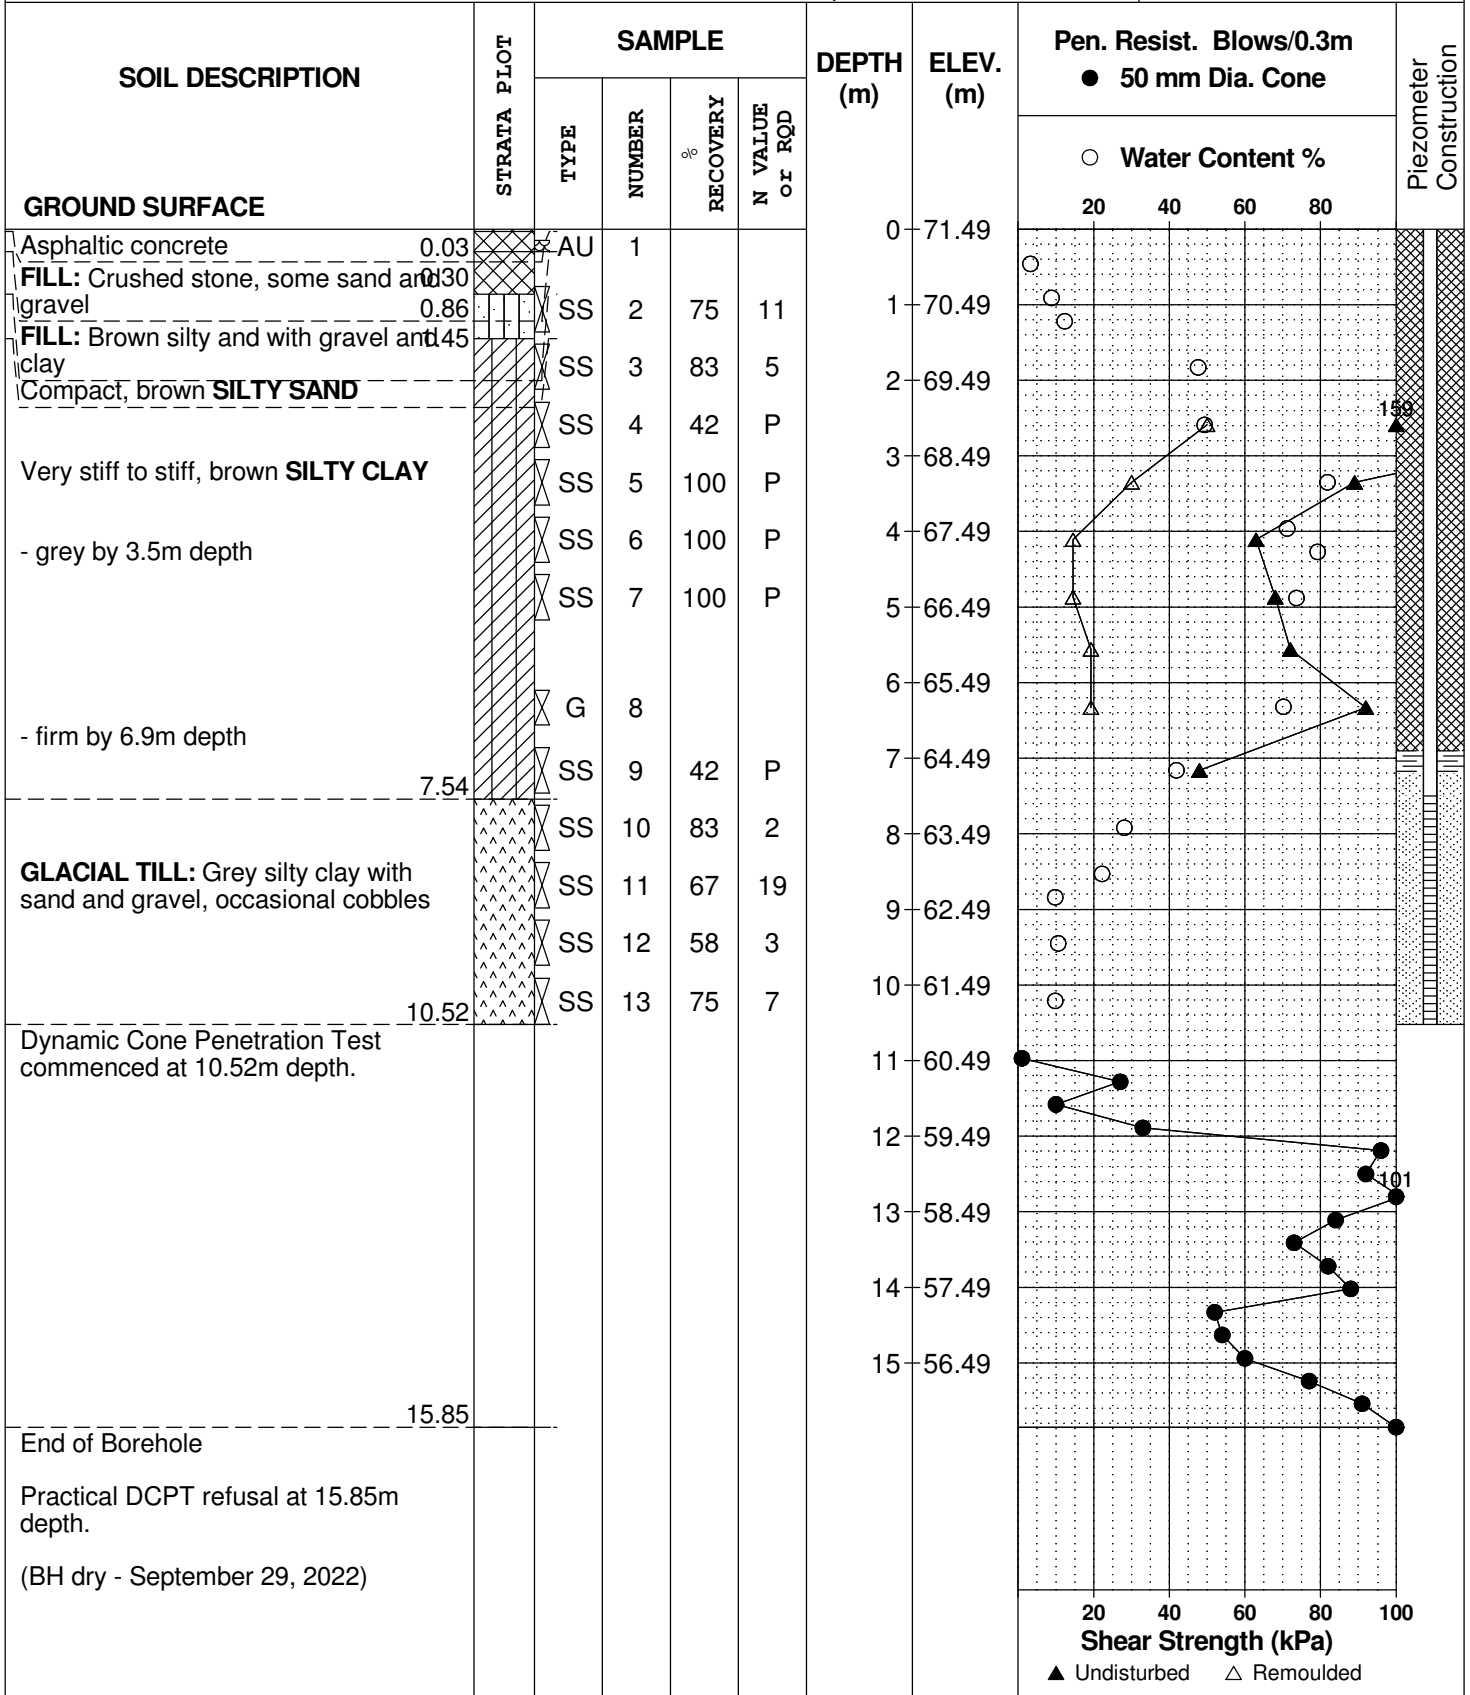 SOIL DESCRIPTION
GROUND SURFACE
STRATA PLOT
SAMPLE
TYPE
NUMBER
% RECOVERY
N VALUE or RQD
DEPTH (m)
ELEV. (m)
Pen. Resist. Blows/0.3m
● 50 mm Dia. Cone
○ Water Content %
20 40 60 80
Piezometer Construction
0 71.49
Asphaltic concrete 0.03 AU 1
FILL: Crushed stone, some sand and 0.30
gravel 0.86
SS 2 75 11
1 70.49
FILL: Brown silty and with gravel and 1.45
clay
SS 3 83 5
2 69.49
Compact, brown SILTY SAND
159
SS 4 42 P
3 68.49
Very stiff to stiff, brown SILTY CLAY
SS 5 100 P
4 67.49
- grey by 3.5m depth
SS 6 100 P
SS 7 100 P
5 66.49
6 65.49
G 8
- firm by 6.9m depth
7 64.49
SS 9 42 P
7.54
SS 10 83 2
8 63.49
GLACIAL TILL: Grey silty clay with
sand and gravel, occasional cobbles
SS 11 67 19
9 62.49
SS 12 58 3
10 61.49
SS 13 75 7
10.52
Dynamic Cone Penetration Test
commenced at 10.52m depth.
11 60.49
12 59.49
101
13 58.49
14 57.49
15 56.49
15.85
End of Borehole
Practical DCPT refusal at 15.85m
depth.
(BH dry - September 29, 2022)
20 40 60 80 100
Shear Strength (kPa)
▲ Undisturbed △ Remoulded